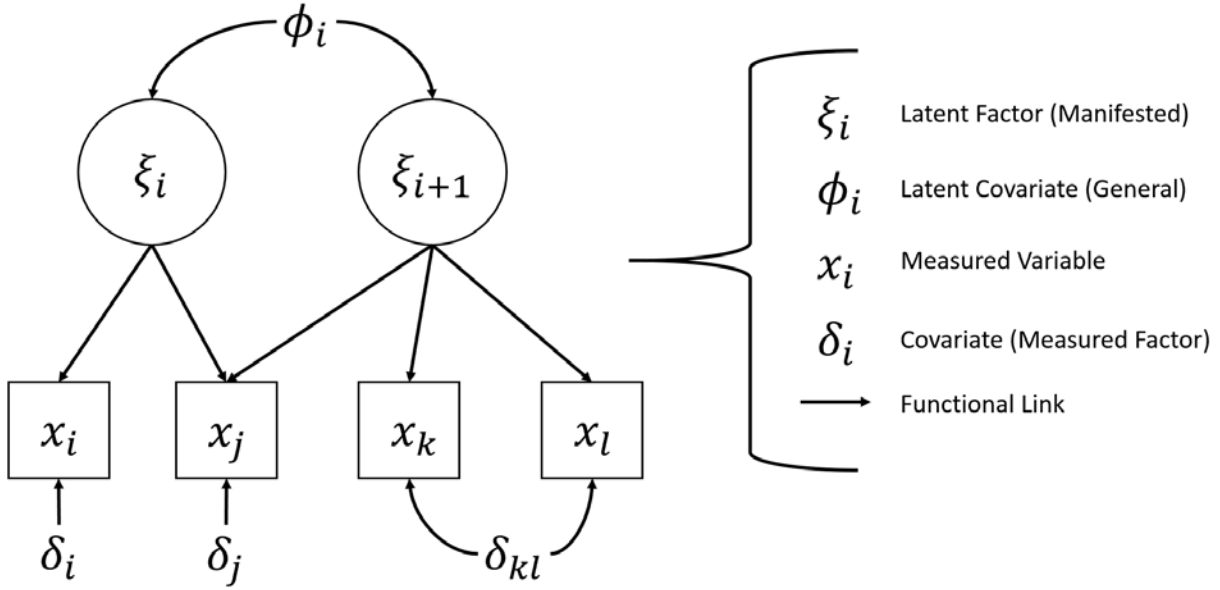 ϕᵢ
ξᵢ
ξᵢ₊₁
xᵢ
xⱼ
xₖ
xₗ
δᵢ
δⱼ
δₖₗ
ξᵢ Latent Factor (Manifested)
ϕᵢ Latent Covariate (General)
xᵢ Measured Variable
δᵢ Covariate (Measured Factor)
Functional Link